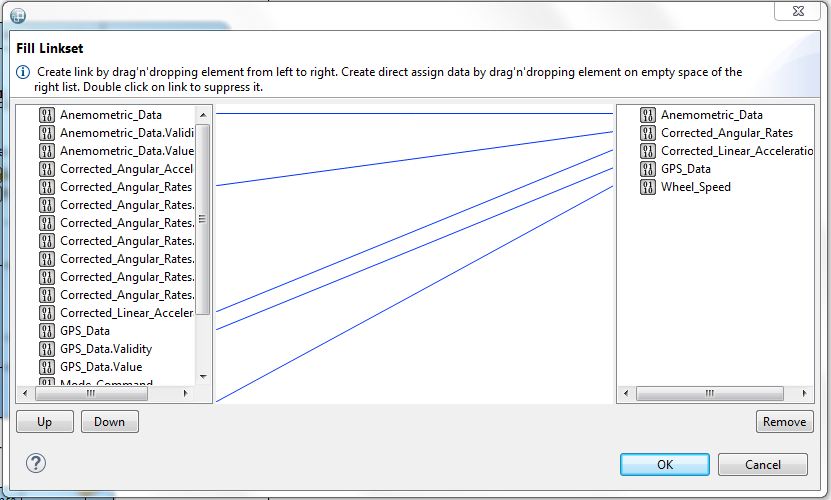 Fill Linkset
Create link by drag'n'dropping element from left to right. Create direct assign data by drag'n'dropping element on empty space of the
right list. Double click on link to suppress it.
Anemometric_Data
Anemometric_Data.Validi
Anemometric_Data.Value
Corrected_Angular_Accel
Corrected_Angular_Rates
Corrected_Angular_Rates.
Corrected_Angular_Rates.
Corrected_Angular_Rates.
Corrected_Angular_Rates.
Corrected_Angular_Rates.
Corrected_Angular_Rates.
Corrected_Linear_Acceler
GPS_Data
GPS_Data.Validity
GPS_Data.Value
Mode_Command
Anemometric_Data
Corrected_Angular_Rates
Corrected_Linear_Acceleratio
GPS_Data
Wheel_Speed
Up
Down
Remove
OK
Cancel